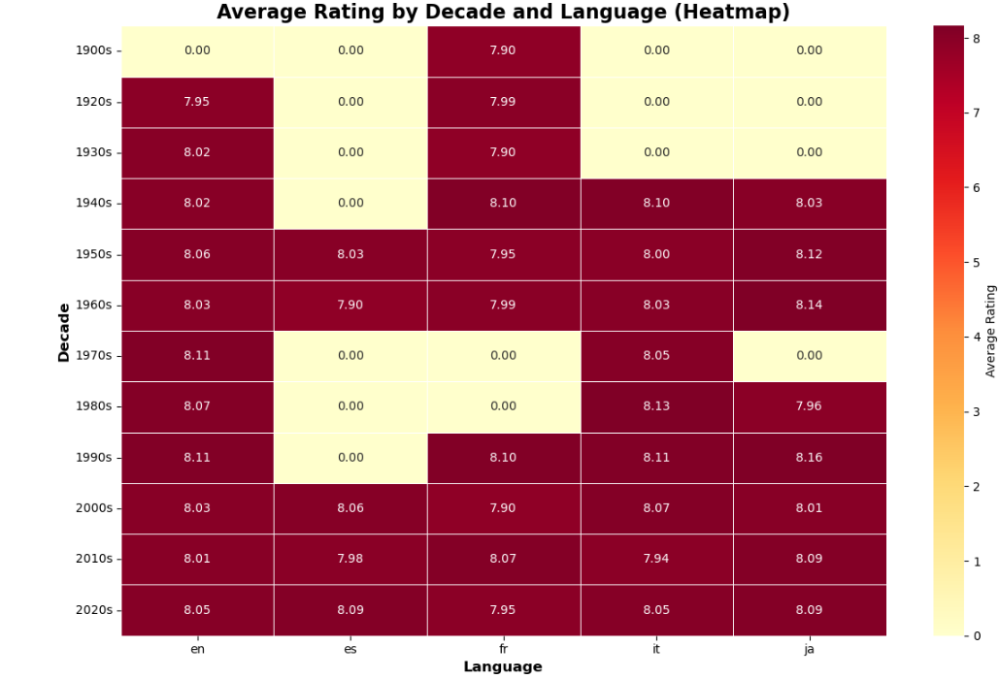 Average Rating by Decade and Language (Heatmap)
1900s 0.00 0.00 7.90 0.00 0.00
1920s 7.95 0.00 7.99 0.00 0.00
1930s 8.02 0.00 7.90 0.00 0.00
1940s 8.02 0.00 8.10 8.10 8.03
1950s 8.06 8.03 7.95 8.00 8.12
1960s 8.03 7.90 7.99 8.03 8.14
1970s 8.11 0.00 0.00 8.05 0.00
1980s 8.07 0.00 0.00 8.13 7.96
1990s 8.11 0.00 8.10 8.11 8.16
2000s 8.03 8.06 7.90 8.07 8.01
2010s 8.01 7.98 8.07 7.94 8.09
2020s 8.05 8.09 7.95 8.05 8.09
en es fr it ja
Language
Decade
8
7
6
5
4
3
2
1
0
Average Rating